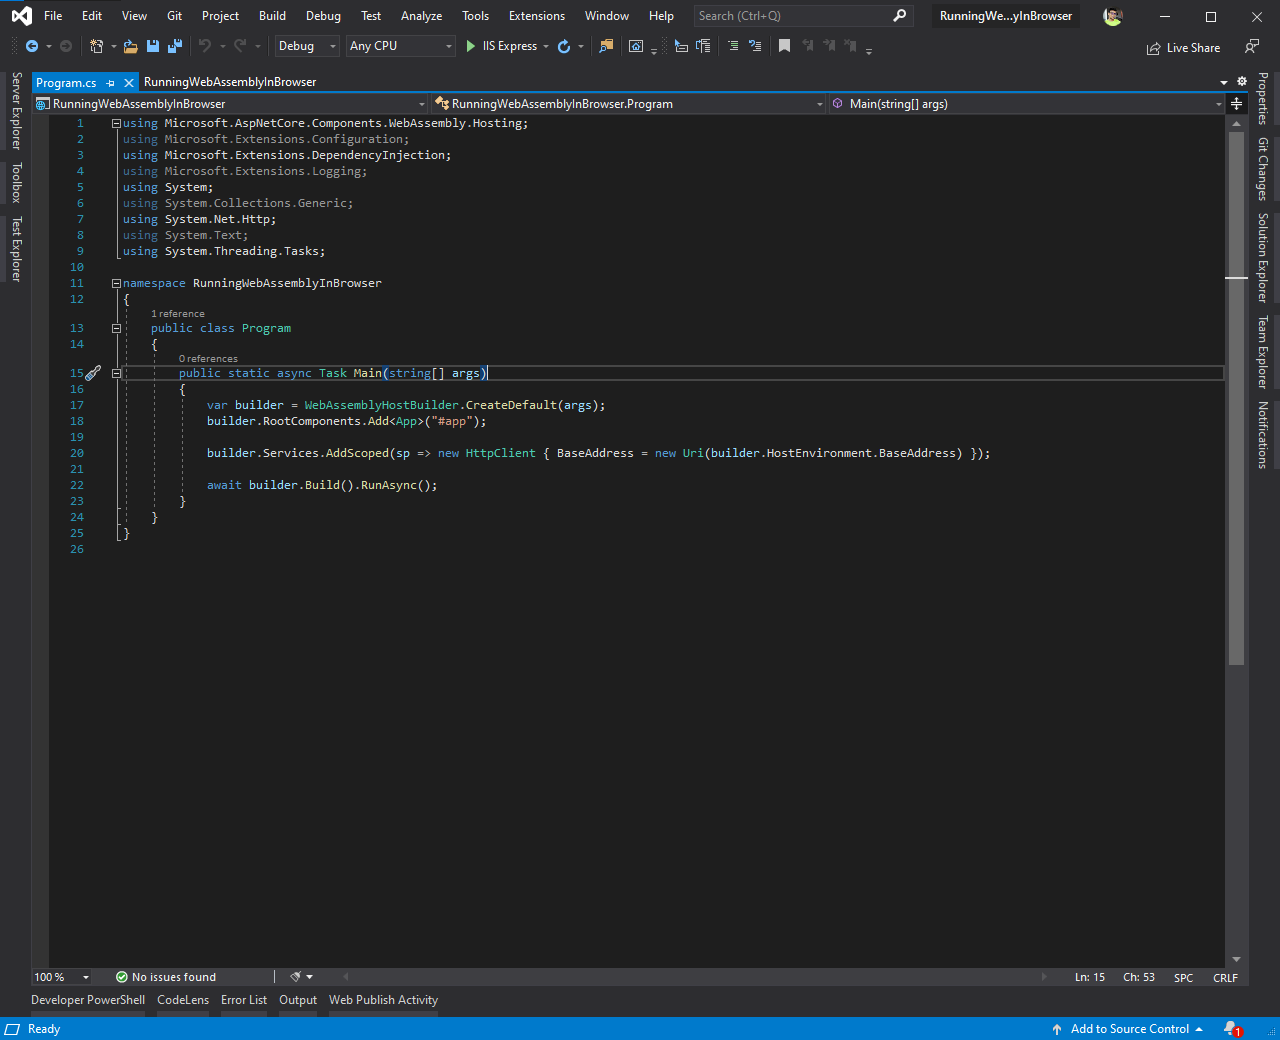 File Edit View Git Project Build Debug Test Analyze Tools Extensions Window Help Search (Ctrl+Q) RunningWe...yInBrowser
Debug Any CPU IIS Express Live Share
Program.cs RunningWebAssemblyInBrowser
RunningWebAssemblyInBrowser RunningWebAssemblyInBrowser.Program Main(string[] args)
Server Explorer
Toolbox
Test Explorer
1 using Microsoft.AspNetCore.Components.WebAssembly.Hosting;
2 using Microsoft.Extensions.Configuration;
3 using Microsoft.Extensions.DependencyInjection;
4 using Microsoft.Extensions.Logging;
5 using System;
6 using System.Collections.Generic;
7 using System.Net.Http;
8 using System.Text;
9 using System.Threading.Tasks;
10
11 namespace RunningWebAssemblyInBrowser
12 {
1 reference
13 public class Program
14 {
0 references
15 public static async Task Main(string[] args)
16 {
17 var builder = WebAssemblyHostBuilder.CreateDefault(args);
18 builder.RootComponents.Add<App>("#app");
19
20 builder.Services.AddScoped(sp => new HttpClient { BaseAddress = new Uri(builder.HostEnvironment.BaseAddress) });
21
22 await builder.Build().RunAsync();
23 }
24 }
25 }
26
Properties
Git Changes
Solution Explorer
Team Explorer
Notifications
100 % No issues found Ln: 15 Ch: 53 SPC CRLF
Developer PowerShell CodeLens Error List Output Web Publish Activity
Ready Add to Source Control 1